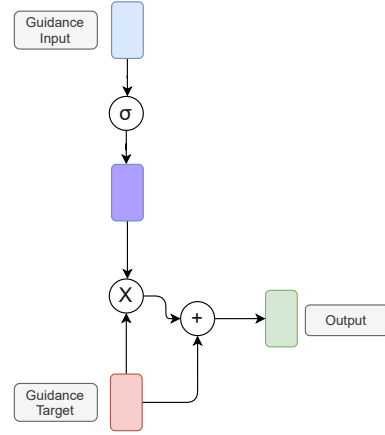 Guidance
Input
σ
X
+
Output
Guidance
Target